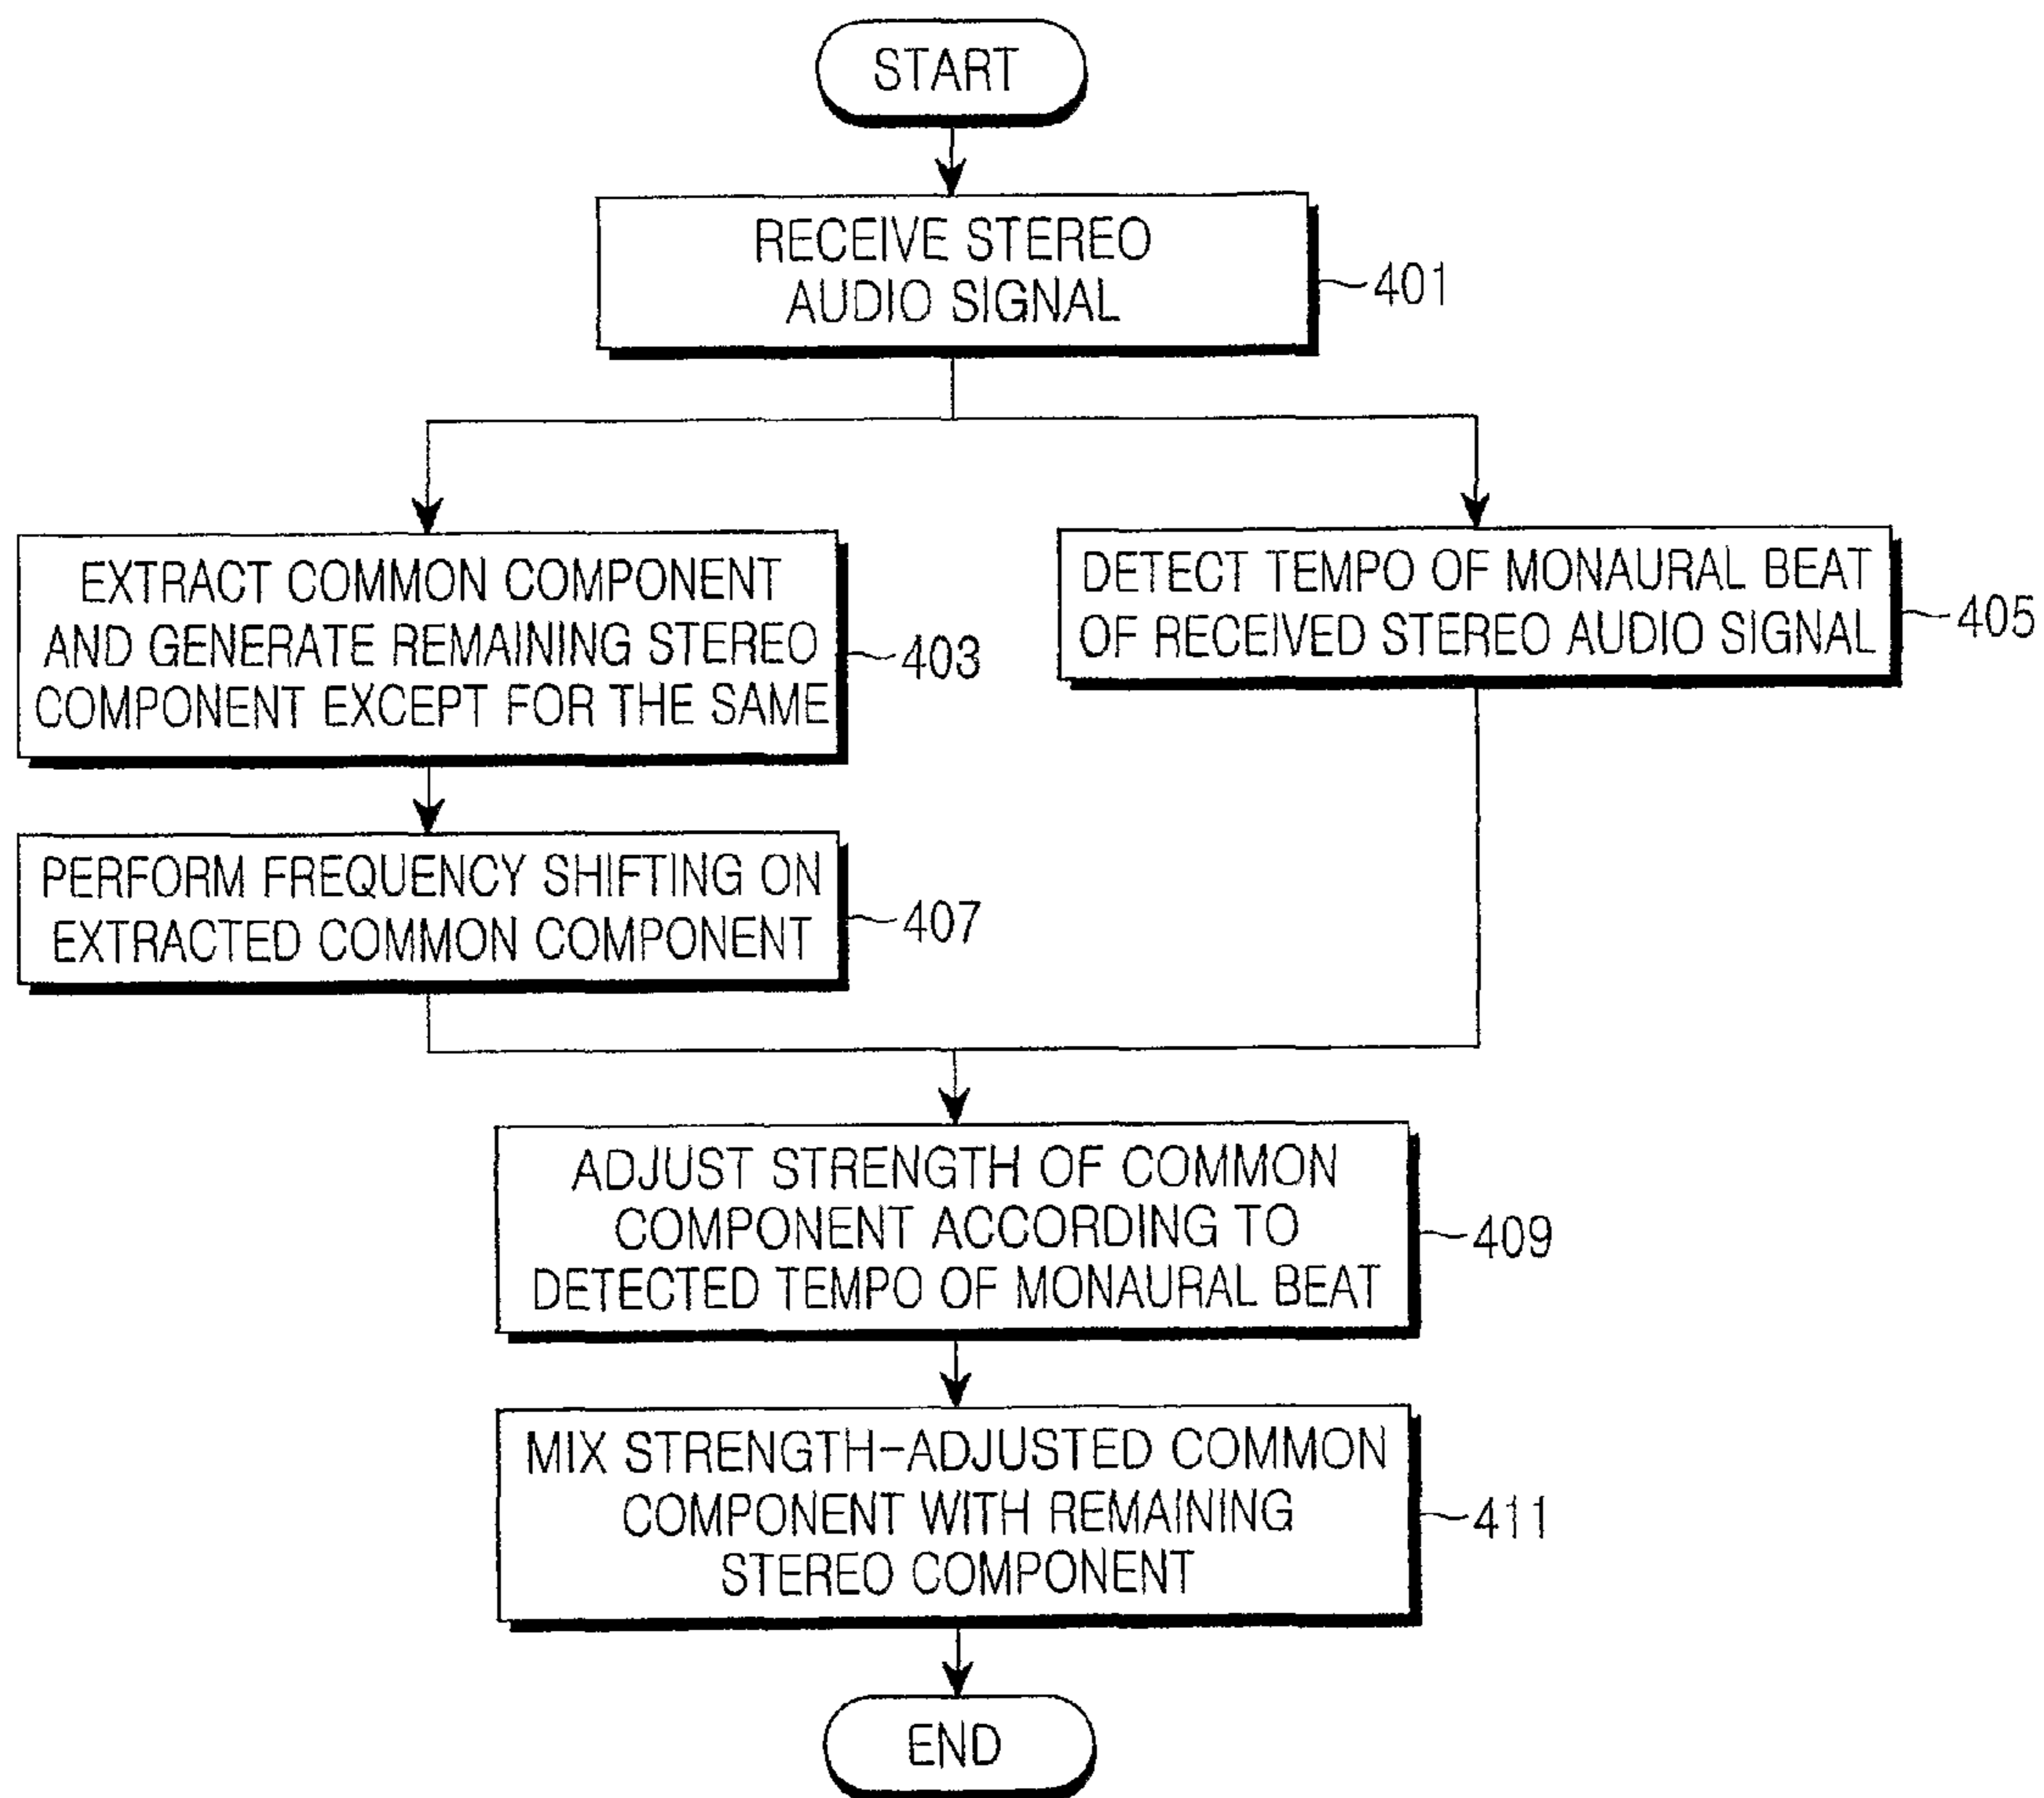 START
RECEIVE STEREO
AUDIO SIGNAL
401
EXTRACT COMMON COMPONENT
AND GENERATE REMAINING STEREO
COMPONENT EXCEPT FOR THE SAME
403
DETECT TEMPO OF MONAURAL BEAT
OF RECEIVED STEREO AUDIO SIGNAL
405
PERFORM FREQUENCY SHIFTING ON
EXTRACTED COMMON COMPONENT
407
ADJUST STRENGTH OF COMMON
COMPONENT ACCORDING TO
DETECTED TEMPO OF MONAURAL BEAT
409
MIX STRENGTH-ADJUSTED COMMON
COMPONENT WITH REMAINING
STEREO COMPONENT
411
END